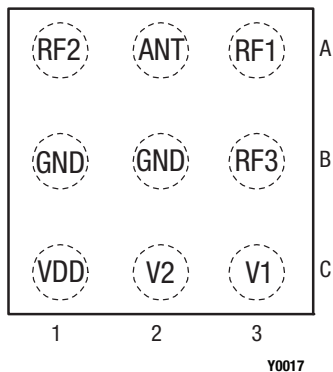 RF2 ANT RF1 A
GND GND RF3 B
VDD V2 V1 C
1 2 3
Y0017